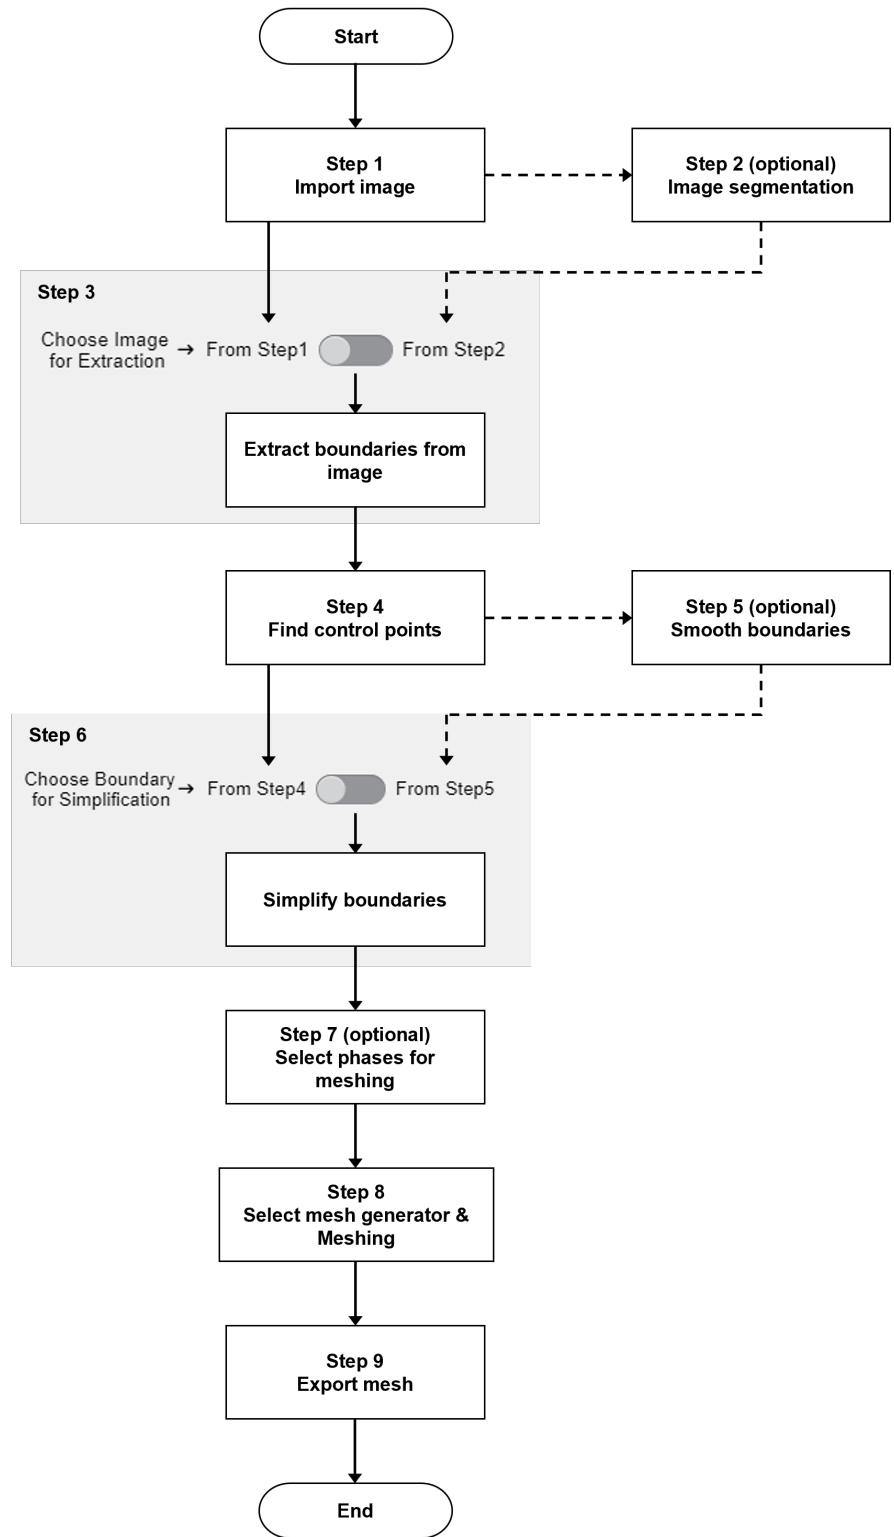 Start
Step 1
Import image
Step 2 (optional)
Image segmentation
Step 3
Choose Image
for Extraction
→ From Step1
From Step2
Extract boundaries from
image
Step 4
Find control points
Step 5 (optional)
Smooth boundaries
Step 6
Choose Boundary
for Simplification
→ From Step4
From Step5
Simplify boundaries
Step 7 (optional)
Select phases for
meshing
Step 8
Select mesh generator &
Meshing
Step 9
Export mesh
End